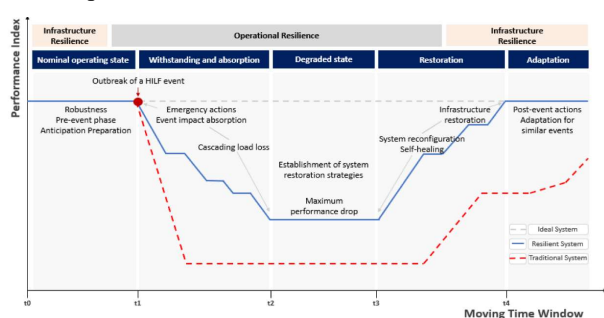 Infrastructure
Resilience
Operational Resilience
Infrastructure
Resilience
Nominal operating state
Withstanding and absorption
Degraded state
Restoration
Adaptation
Performance Index
Outbreak of a HILF event
Robustness
Pre-event phase
Anticipation Preparation
Emergency actions
Event impact absorption
Cascading load loss
Establishment of system
restoration strategies
Maximum
performance drop
Infrastructure
restoration
System reconfiguration
Self-healing
Post-event actions
Adaptation for
similar events
Ideal System
Resilient System
Traditional System
t0
t1
t2
t3
t4
Moving Time Window